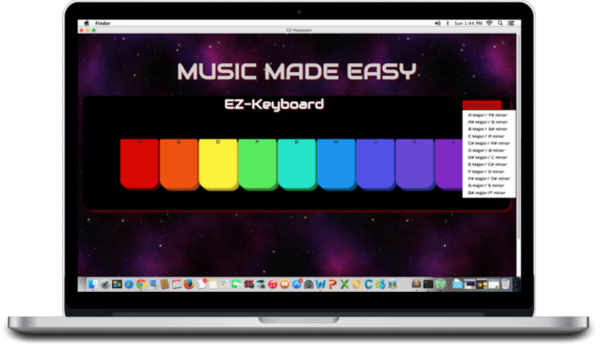 Finder
Sun 1:44 PM
EZ Keyboard
MUSIC MADE EASY
EZ-Keyboard
A Major/ F# minor
A# Major/ G minor
B Major/ G# minor
C Major/ A minor
C# Major/ A# minor
D Major/ B minor
D# Major/ C minor
E Major/ C# minor
F Major/ D minor
F# Major/ D# minor
G major/ E minor
G# major/F minor